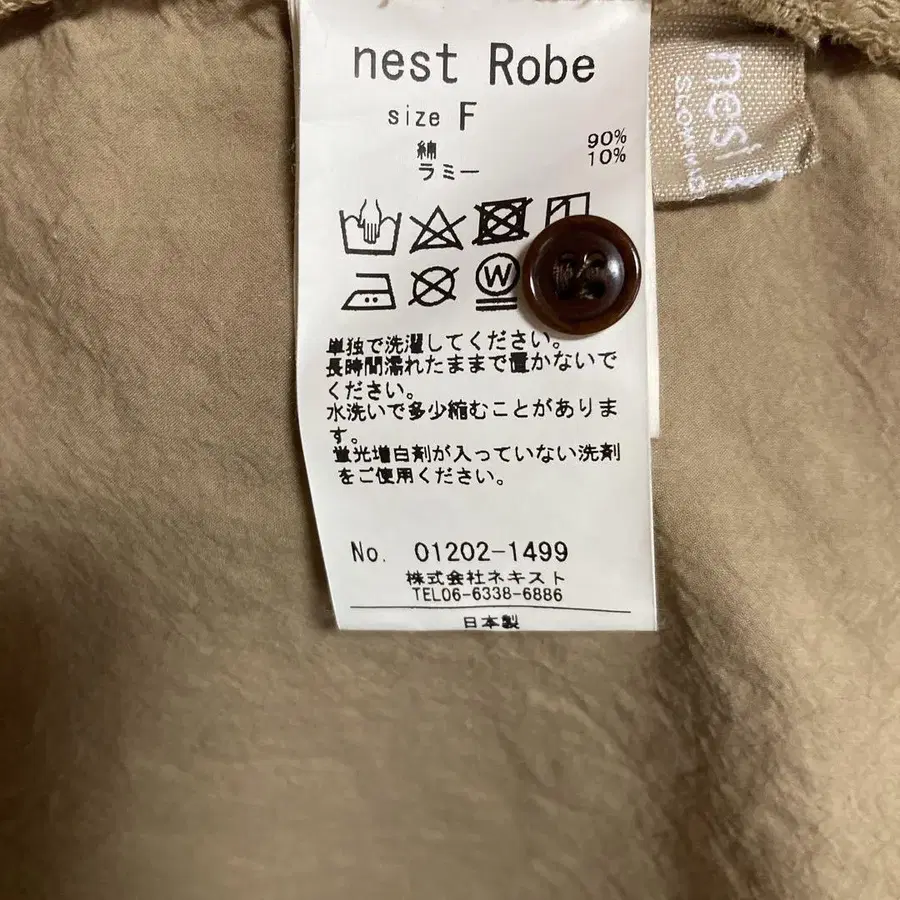 nest Robe
size F
綿 90%
ラミー 10%
W
単独で洗濯してください。
長時間濡れたままで置かないで
ください。
水洗いで多少縮むことがありま
す。
蛍光増白剤が入っていない洗剤
をご使用ください。
No. 01202-1499
株式会社ネキスト
TEL06-6338-6886
日本製
nest